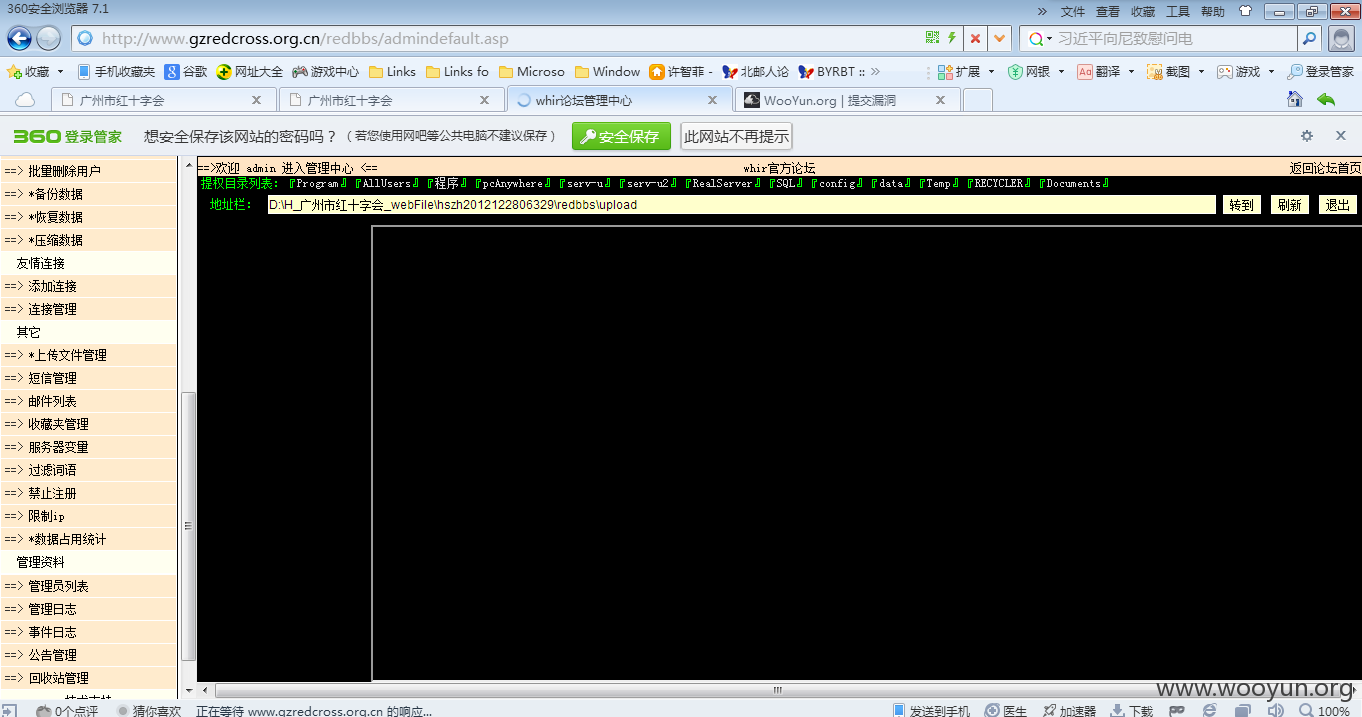 360安全浏览器 7.1
» 文件 查看 收藏 工具 帮助
http://www.gzredcross.org.cn/redbbs/admindefault.asp
习近平向尼致慰问电
收藏 手机收藏夹 谷歌 网址大全 游戏中心 Links Links fo Microso Window 许智菲 - 北邮人论 BYRBT :: » 扩展 网银 翻译 截图 游戏 登录管家
广州市红十字会
广州市红十字会
whir论坛管理中心
WooYun.org | 提交漏洞
360 登录管家 想安全保存该网站的密码吗？（若您使用网吧等公共电脑不建议保存） 安全保存 此网站不再提示
==>欢迎 admin 进入管理中心 <== whir官方论坛 返回论坛首页
提权目录列表: 『Program』『AllUsers』『程序』『pcAnywhere』『serv-u』『serv-u2』『RealServer』『SQL』『config』『data』『Temp』『RECYCLER』『Documents』
地址栏: D:\H_广州市红十字会_webFile\hszh2012122806329\redbbs\upload 转到 刷新 退出
==> 批量删除用户
==> *备份数据
==> *恢复数据
==> *压缩数据
友情连接
==> 添加连接
==> 连接管理
其它
==> *上传文件管理
==> 短信管理
==> 邮件列表
==> 收藏夹管理
==> 服务器变量
==> 过滤词语
==> 禁止注册
==> 限制ip
==> *数据占用统计
管理资料
==> 管理员列表
==> 管理日志
==> 事件日志
==> 公告管理
==> 回收站管理
www.wooyun.org
0个点评 猜你喜欢 正在等待 www.gzredcross.org.cn 的响应... 发送到手机 医生 加速器 下载 100%